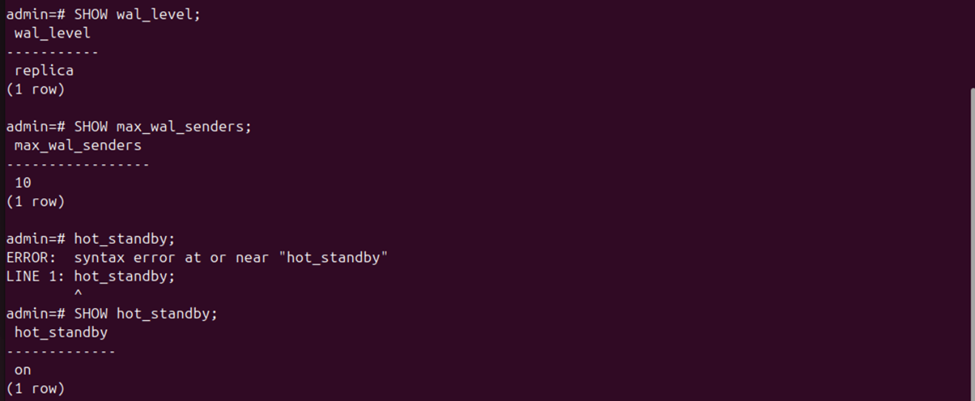 admin=# SHOW wal_level;
 wal_level
-----------
 replica
(1 row)

admin=# SHOW max_wal_senders;
 max_wal_senders
-----------------
 10
(1 row)

admin=# hot_standby;
ERROR:  syntax error at or near "hot_standby"
LINE 1: hot_standby;
        ^
admin=# SHOW hot_standby;
 hot_standby
-------------
 on
(1 row)